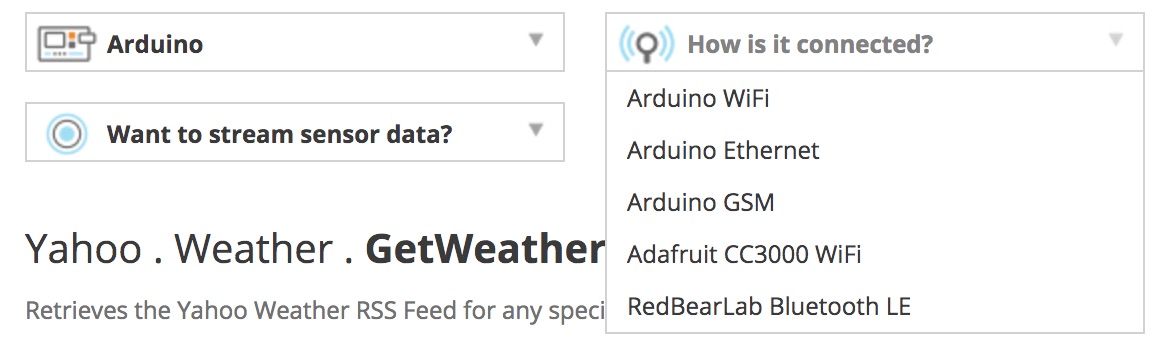 Arduino
How is it connected?
Arduino WiFi
Arduino Ethernet
Arduino GSM
Adafruit CC3000 WiFi
RedBearLab Bluetooth LE
Want to stream sensor data?
Yahoo . Weather . GetWeather
Retrieves the Yahoo Weather RSS Feed for any speci